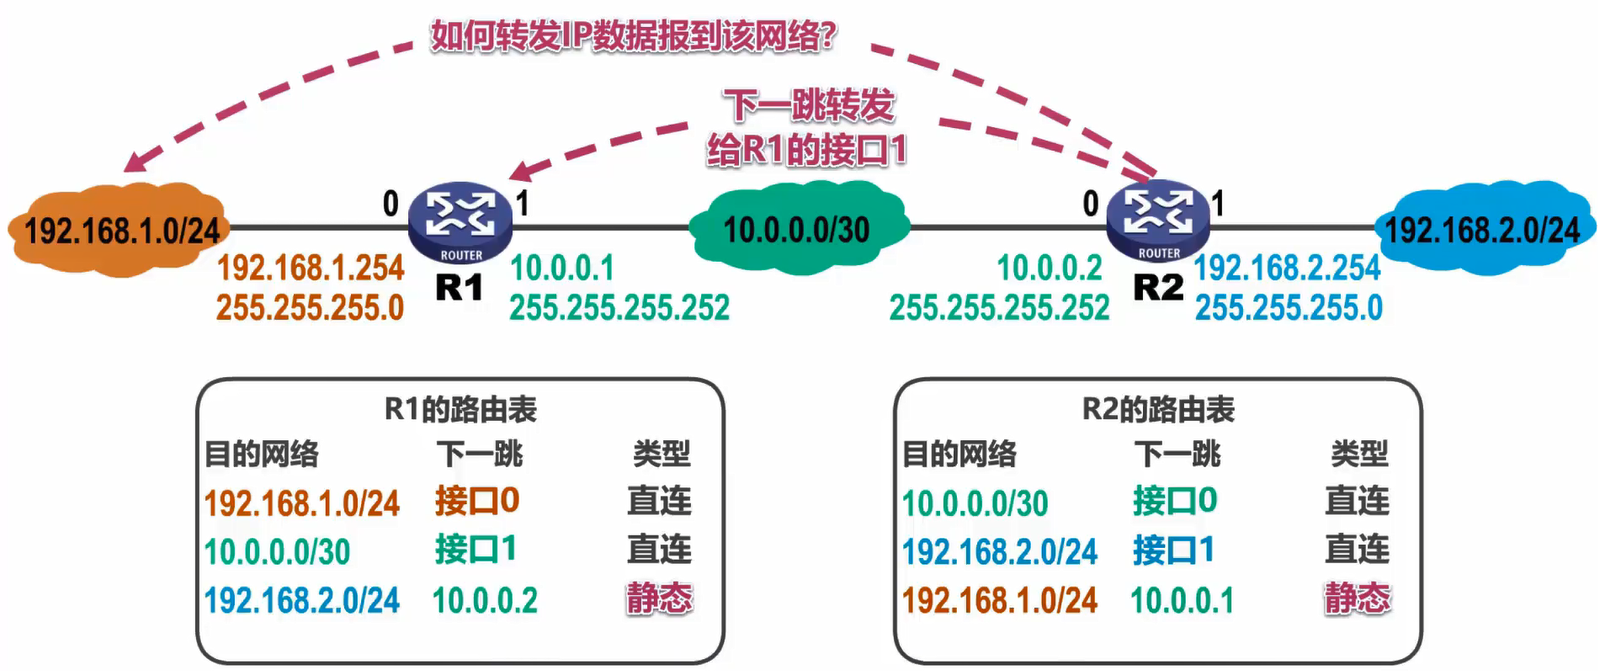 如何转发IP数据报到该网络？
下一跳转发
给R1的接口1
0
1
0
1
192.168.1.0/24
10.0.0.0/30
192.168.2.0/24
ROUTER
ROUTER
192.168.1.254
255.255.255.0
R1
10.0.0.1
255.255.255.252
10.0.0.2
255.255.255.252
R2
192.168.2.254
255.255.255.0
R1的路由表
目的网络 下一跳 类型
192.168.1.0/24 接口0 直连
10.0.0.0/30 接口1 直连
192.168.2.0/24 10.0.0.2 静态
R2的路由表
目的网络 下一跳 类型
10.0.0.0/30 接口0 直连
192.168.2.0/24 接口1 直连
192.168.1.0/24 10.0.0.1 静态